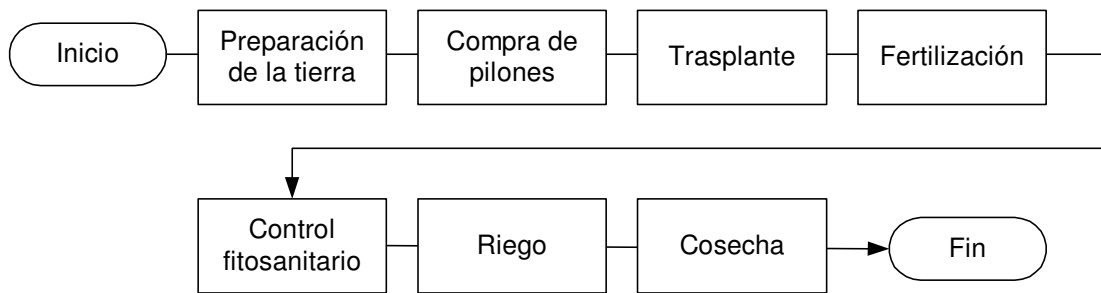 Inicio
Preparación
de la tierra
Compra de
pilones
Trasplante
Fertilización
Control
fitosanitario
Riego
Cosecha
Fin